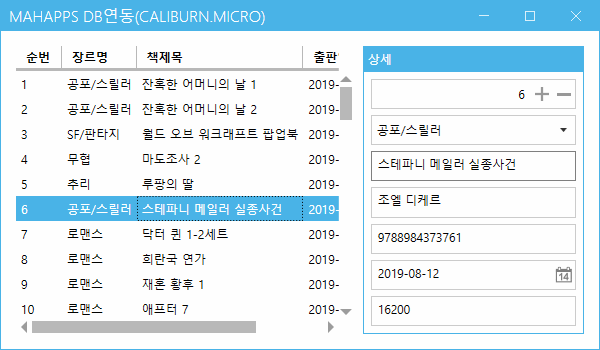 MAHAPPS DB연동(CALIBURN.MICRO)
순번 장르명 책제목 출판
1 공포/스릴러 잔혹한 어머니의 날 1 2019-
2 공포/스릴러 잔혹한 어머니의 날 2 2019-
3 SF/판타지 월드 오브 워크래프트 팝업북 2019-
4 무협 마도조사 2 2019-
5 추리 루팡의 딸 2019-
6 공포/스릴러 스테파니 메일러 실종사건 2019-
7 로맨스 닥터 퀸 1-2세트 2019-
8 로맨스 희란국 연가 2019-
9 로맨스 재혼 황후 1 2019-
10 로맨스 애프터 7 2019-
상세
6
공포/스릴러
스테파니 메일러 실종사건
조엘 디케르
9788984373761
2019-08-12
14
16200